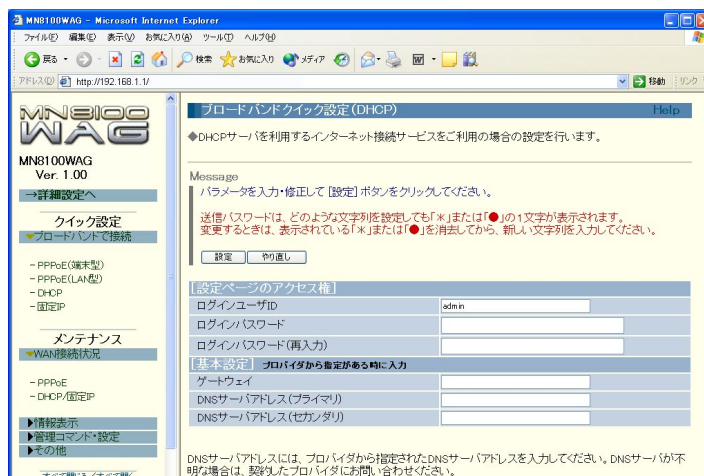 MN8100WAG - Microsoft Internet Explorer
ファイル(F) 編集(E) 表示(V) お気に入り(A) ツール(T) ヘルプ(H)
戻る 検索 お気に入り メディア
アドレス(D) http://192.168.1.1/ 移動 リンク
MN8100
WAG
MN8100WAG
Ver. 1.00
→詳細設定へ
クイック設定
ブロードバンドで接続
- PPPoE(端末型)
- PPPoE(LAN型)
- DHCP
- 固定IP
メンテナンス
WAN接続状況
- PPPoE
- DHCP/固定IP
▶情報表示
▶管理コマンド・設定
▶その他
ブロードバンドクイック設定(DHCP) Help
◆DHCPサーバを利用するインターネット接続サービスをご利用の場合の設定を行います。
Message
パラメータを入力・修正して [設定] ボタンをクリックしてください。
送信パスワードは、どのような文字列を設定しても「*」または「●」の1文字が表示されます。
変更するときは、表示されている「*」または「●」を消去してから、新しい文字列を入力してください。
設定 やり直し
[設定ページのアクセス権]
ログインユーザID admin
ログインパスワード
ログインパスワード(再入力)
[基本設定] プロバイダから指定がある時に入力
ゲートウェイ
DNSサーバアドレス(プライマリ)
DNSサーバアドレス(セカンダリ)
DNSサーバアドレスには、プロバイダから指定されたDNSサーバアドレスを入力してください。DNSサーバが不
明な場合は、契約したプロバイダにお問い合わせください。